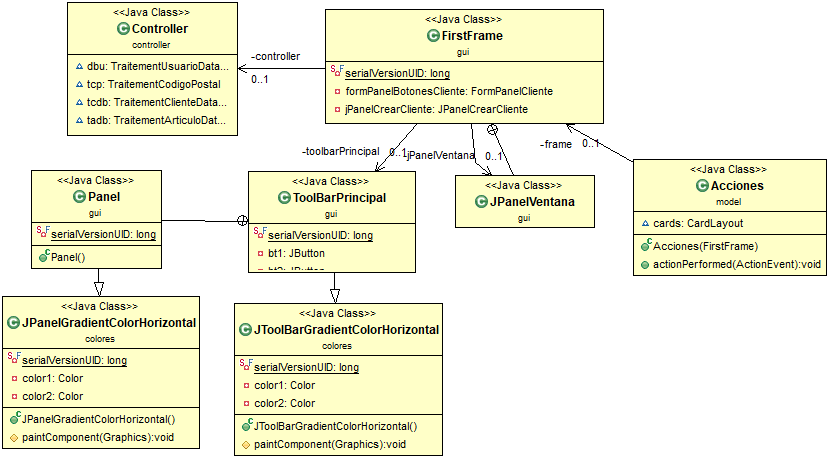 <<Java Class>>
Controller
controller
dbu: TraitementUsuarioData...
tcp: TraitementCodigoPostal
tcdb: TraitementClienteData...
tadb: TraitementArticuloDat...
-controller
0..1
<<Java Class>>
FirstFrame
gui
serialVersionUID: long
formPanelBotonesCliente: FormPanelCliente
jPanelCrearCliente: JPanelCrearCliente
-toolbarPrincipal
0..1
jPanelVentana
0..1
-frame
0..1
<<Java Class>>
Panel
gui
serialVersionUID: long
Panel()
<<Java Class>>
ToolBarPrincipal
gui
serialVersionUID: long
bt1: JButton
bt2: JButton
<<Java Class>>
JPanelVentana
gui
<<Java Class>>
Acciones
model
cards: CardLayout
Acciones(FirstFrame)
actionPerformed(ActionEvent):void
<<Java Class>>
JPanelGradientColorHorizontal
colores
serialVersionUID: long
color1: Color
color2: Color
JPanelGradientColorHorizontal()
paintComponent(Graphics):void
<<Java Class>>
JToolBarGradientColorHorizontal
colores
serialVersionUID: long
color1: Color
color2: Color
JToolBarGradientColorHorizontal()
paintComponent(Graphics):void